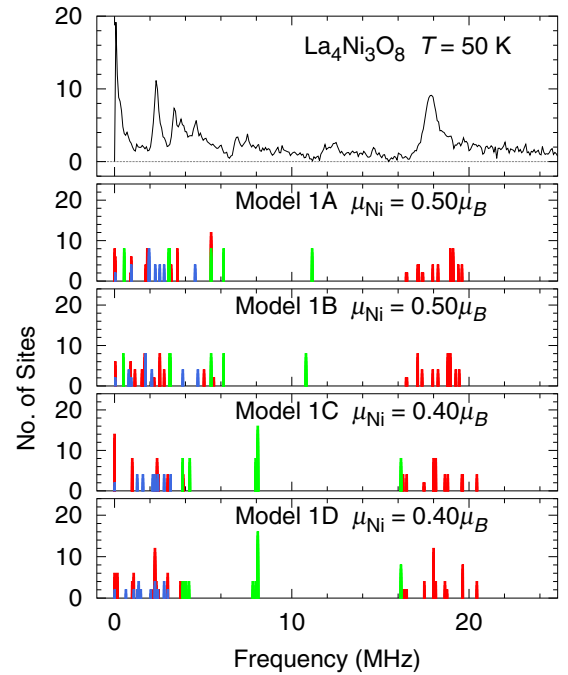 La₄Ni₃O₈ T = 50 K
20
10
0
Model 1A μNi = 0.50μB
20
10
0
Model 1B μNi = 0.50μB
20
10
0
Model 1C μNi = 0.40μB
20
10
0
Model 1D μNi = 0.40μB
20
10
0
No. of Sites
0 10 20
Frequency (MHz)